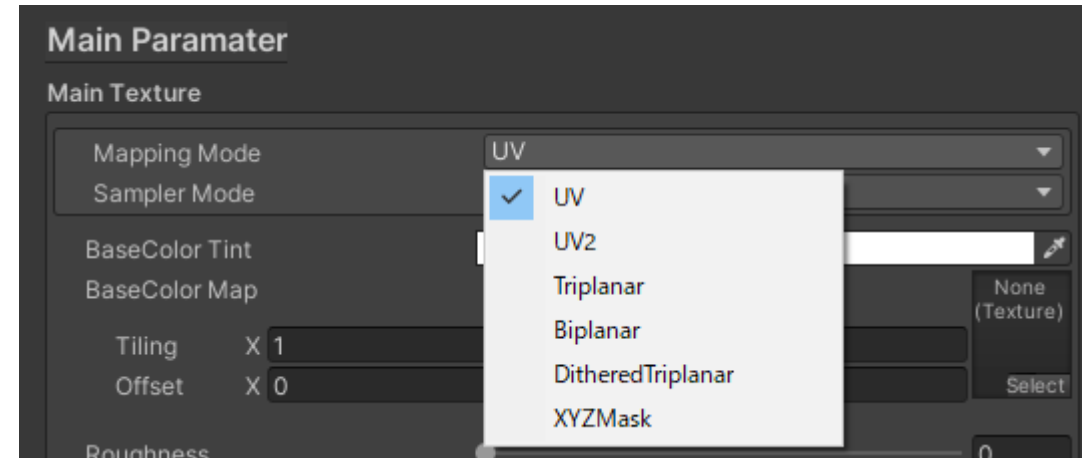 Main Paramater
Main Texture
Mapping Mode UV
Sampler Mode
UV
UV2
Triplanar
Biplanar
DitheredTriplanar
XYZMask
BaseColor Tint
BaseColor Map
None
(Texture)
Tiling X 1
Offset X 0
Select
Roughness 0